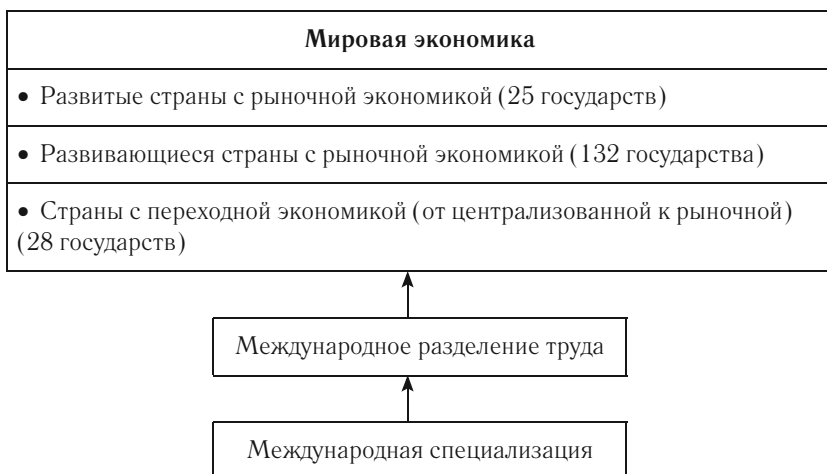 Мировая экономика
• Развитые страны с рыночной экономикой (25 государств)
• Развивающиеся страны с рыночной экономикой (132 государства)
• Страны с переходной экономикой (от централизованной к рыночной)
(28 государств)
Международное разделение труда
Международная специализация